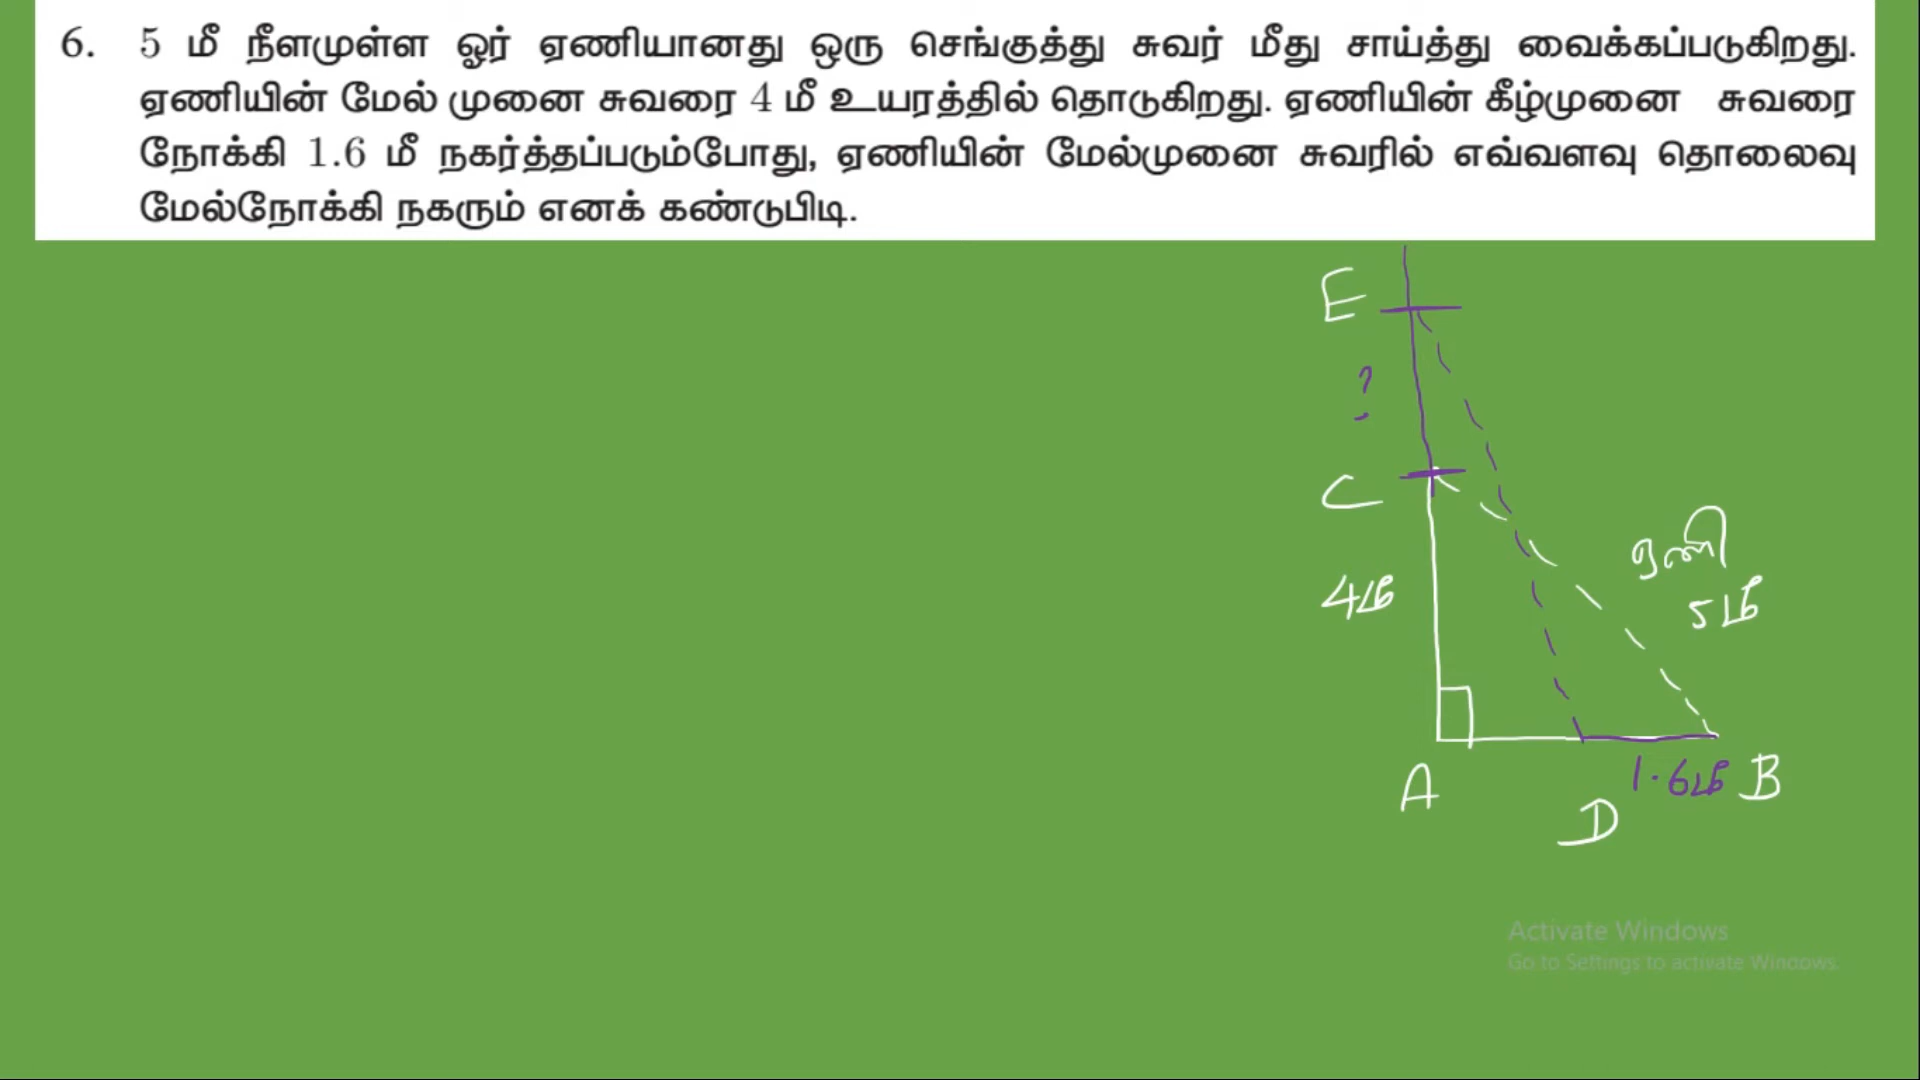 6. 5 மீ நீளமுள்ள ஓர் ஏணியானது ஒரு செங்குத்து சுவர் மீது சாய்த்து வைக்கப்படுகிறது.
ஏணியின் மேல் முனை சுவரை 4 மீ உயரத்தில் தொடுகிறது. ஏணியின் கீழ்முனை சுவரை
நோக்கி 1.6 மீ நகர்த்தப்படும்போது, ஏணியின் மேல்முனை சுவரில் எவ்வளவு தொலைவு
மேல்நோக்கி நகரும் எனக் கண்டுபிடி.
E
?
C
ஏணி
4மீ
5மீ
A
1.6மீ B
D
Activate Windows
Go to Settings to activate Windows.